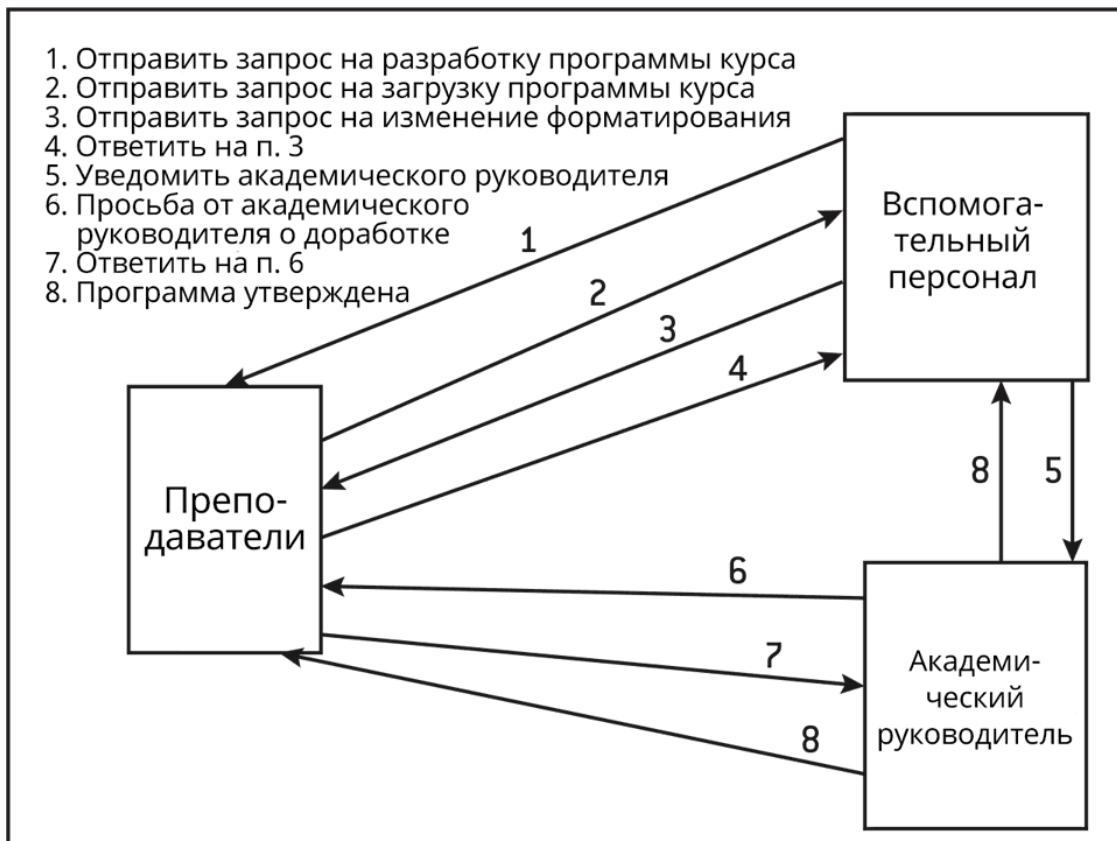 1. Отправить запрос на разработку программы курса
2. Отправить запрос на загрузку программы курса
3. Отправить запрос на изменение форматирования
4. Ответить на п. 3
5. Уведомить академического руководителя
6. Просьба от академического
руководителя о доработке
7. Ответить на п. 6
8. Программа утверждена
1
2
3
4
Вспомога-
тельный
персонал
Препо-
даватели
8
5
6
7
8
Академи-
ческий
руководитель